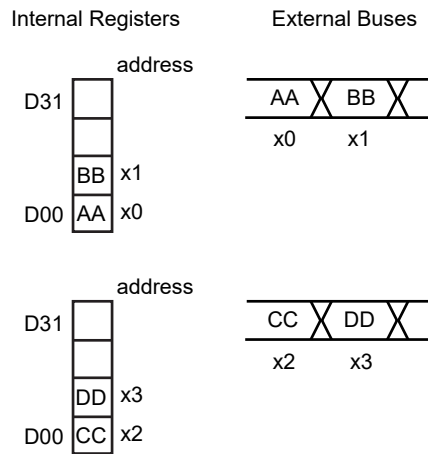 Internal Registers External Buses
address
D31
AA BB
x0 x1
BB x1
D00 AA x0
address
D31
CC DD
x2 x3
DD x3
D00 CC x2